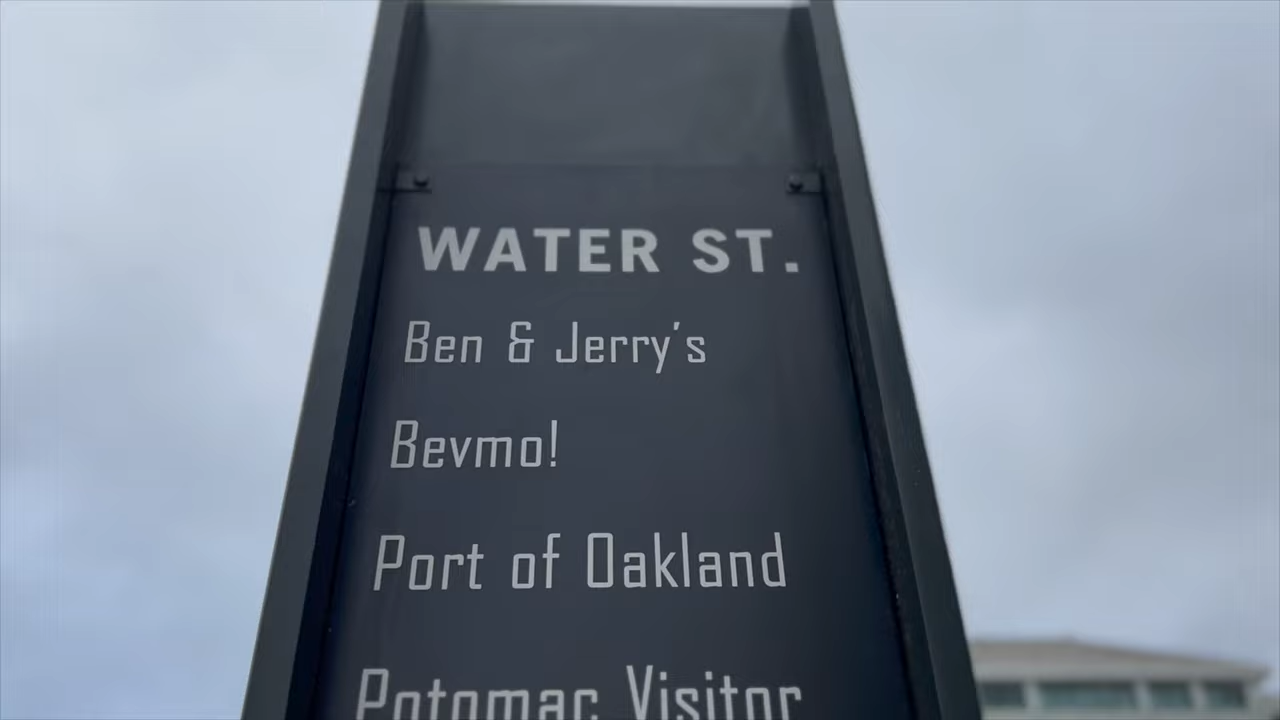 WATER ST.
Ben & Jerry's
Bevmo!
Port of Oakland
Potomac Visitor